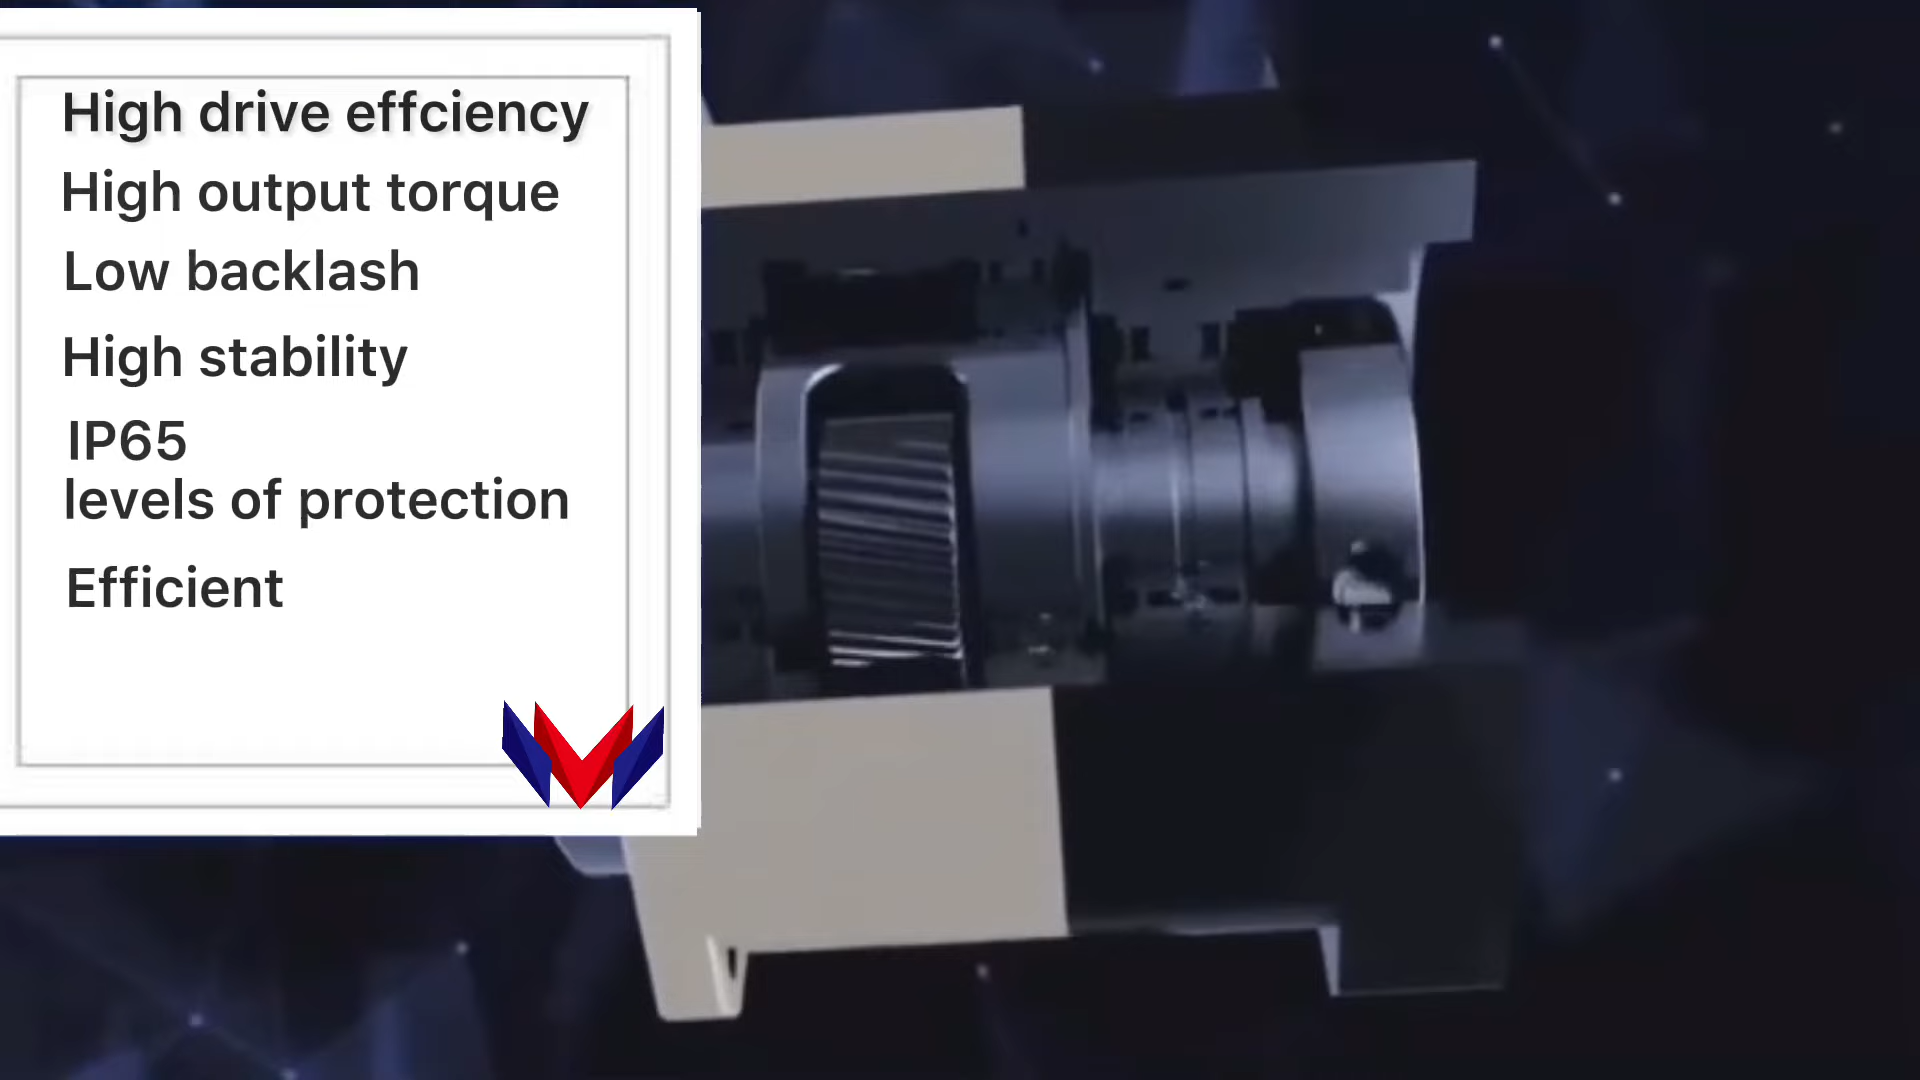 High drive effciency
High output torque
Low backlash
High stability
IP65
levels of protection
Efficient